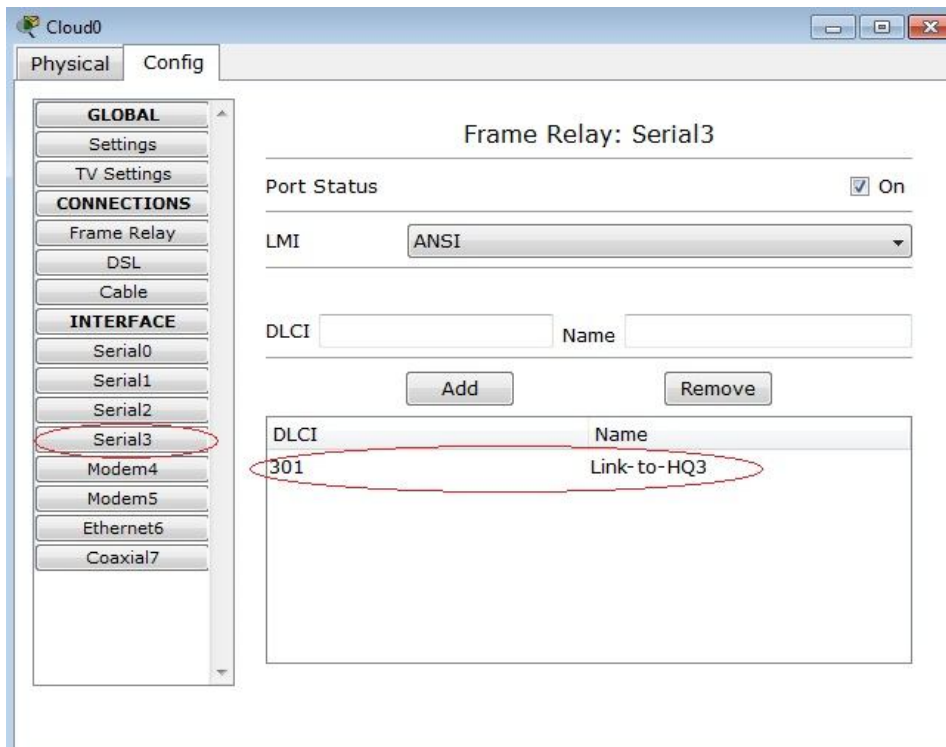 Cloud0
Physical
Config
GLOBAL
Settings
TV Settings
CONNECTIONS
Frame Relay
DSL
Cable
INTERFACE
Serial0
Serial1
Serial2
Serial3
Modem4
Modem5
Ethernet6
Coaxial7
Frame Relay: Serial3
Port Status On
LMI ANSI
DLCI Name
Add Remove
DLCI Name
301 Link-to-HQ3